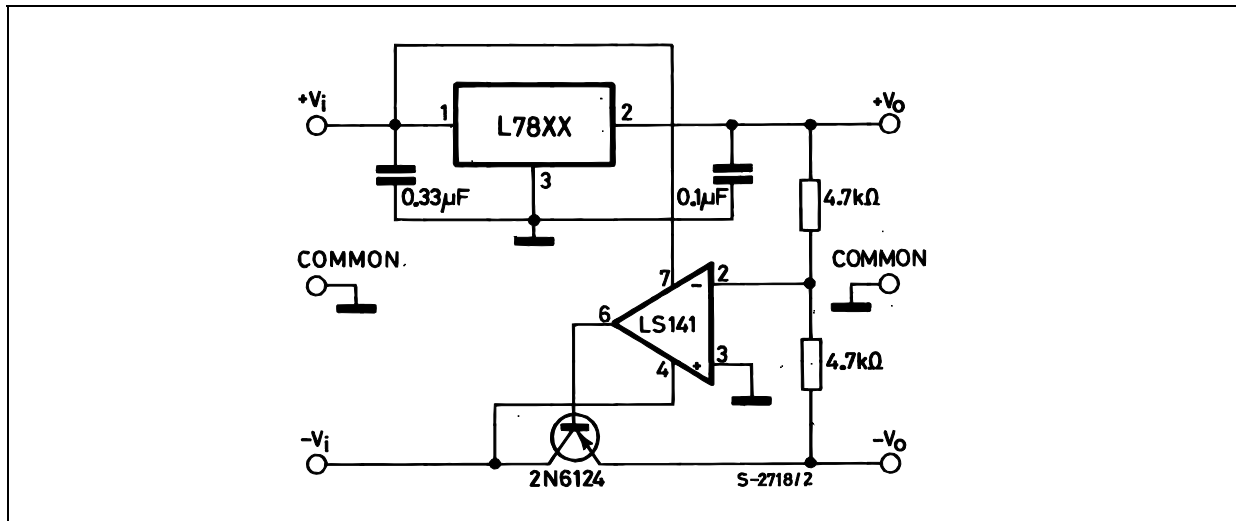 +Vi
+Vo
1
L78XX
2
3
0.33µF
0.1µF
4.7kΩ
COMMON
COMMON
7
2
-
6
LS141
4.7kΩ
3
+
4
-Vi
-Vo
2N6124
S-2718/2